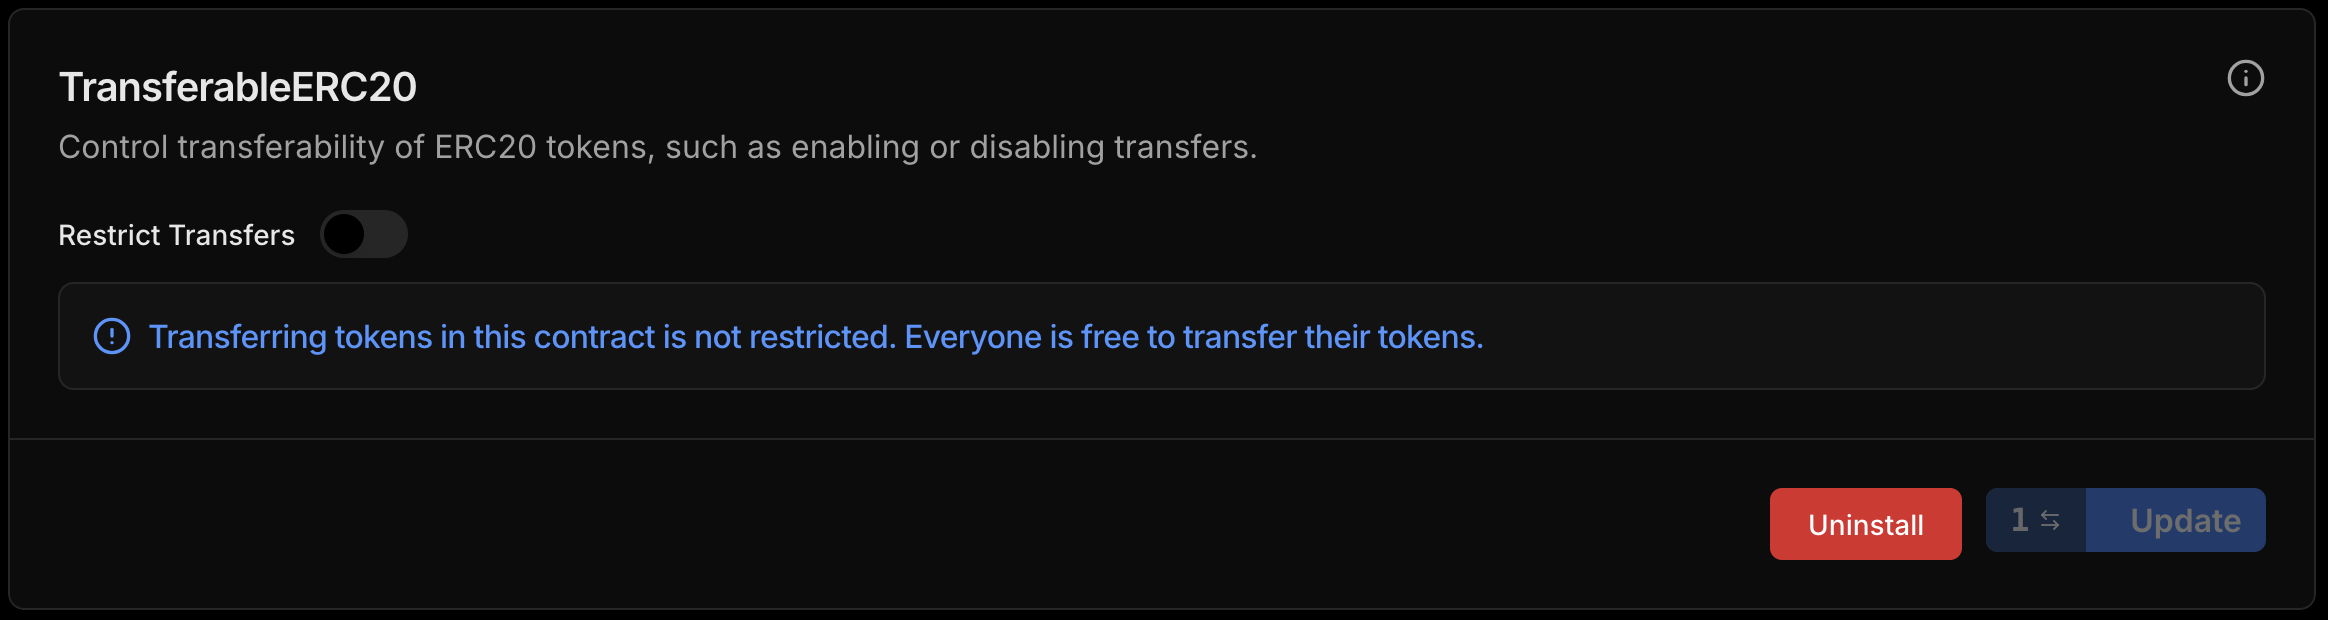 TransferableERC20
Control transferability of ERC20 tokens, such as enabling or disabling transfers.
Restrict Transfers
Transferring tokens in this contract is not restricted. Everyone is free to transfer their tokens.
Uninstall
1
Update